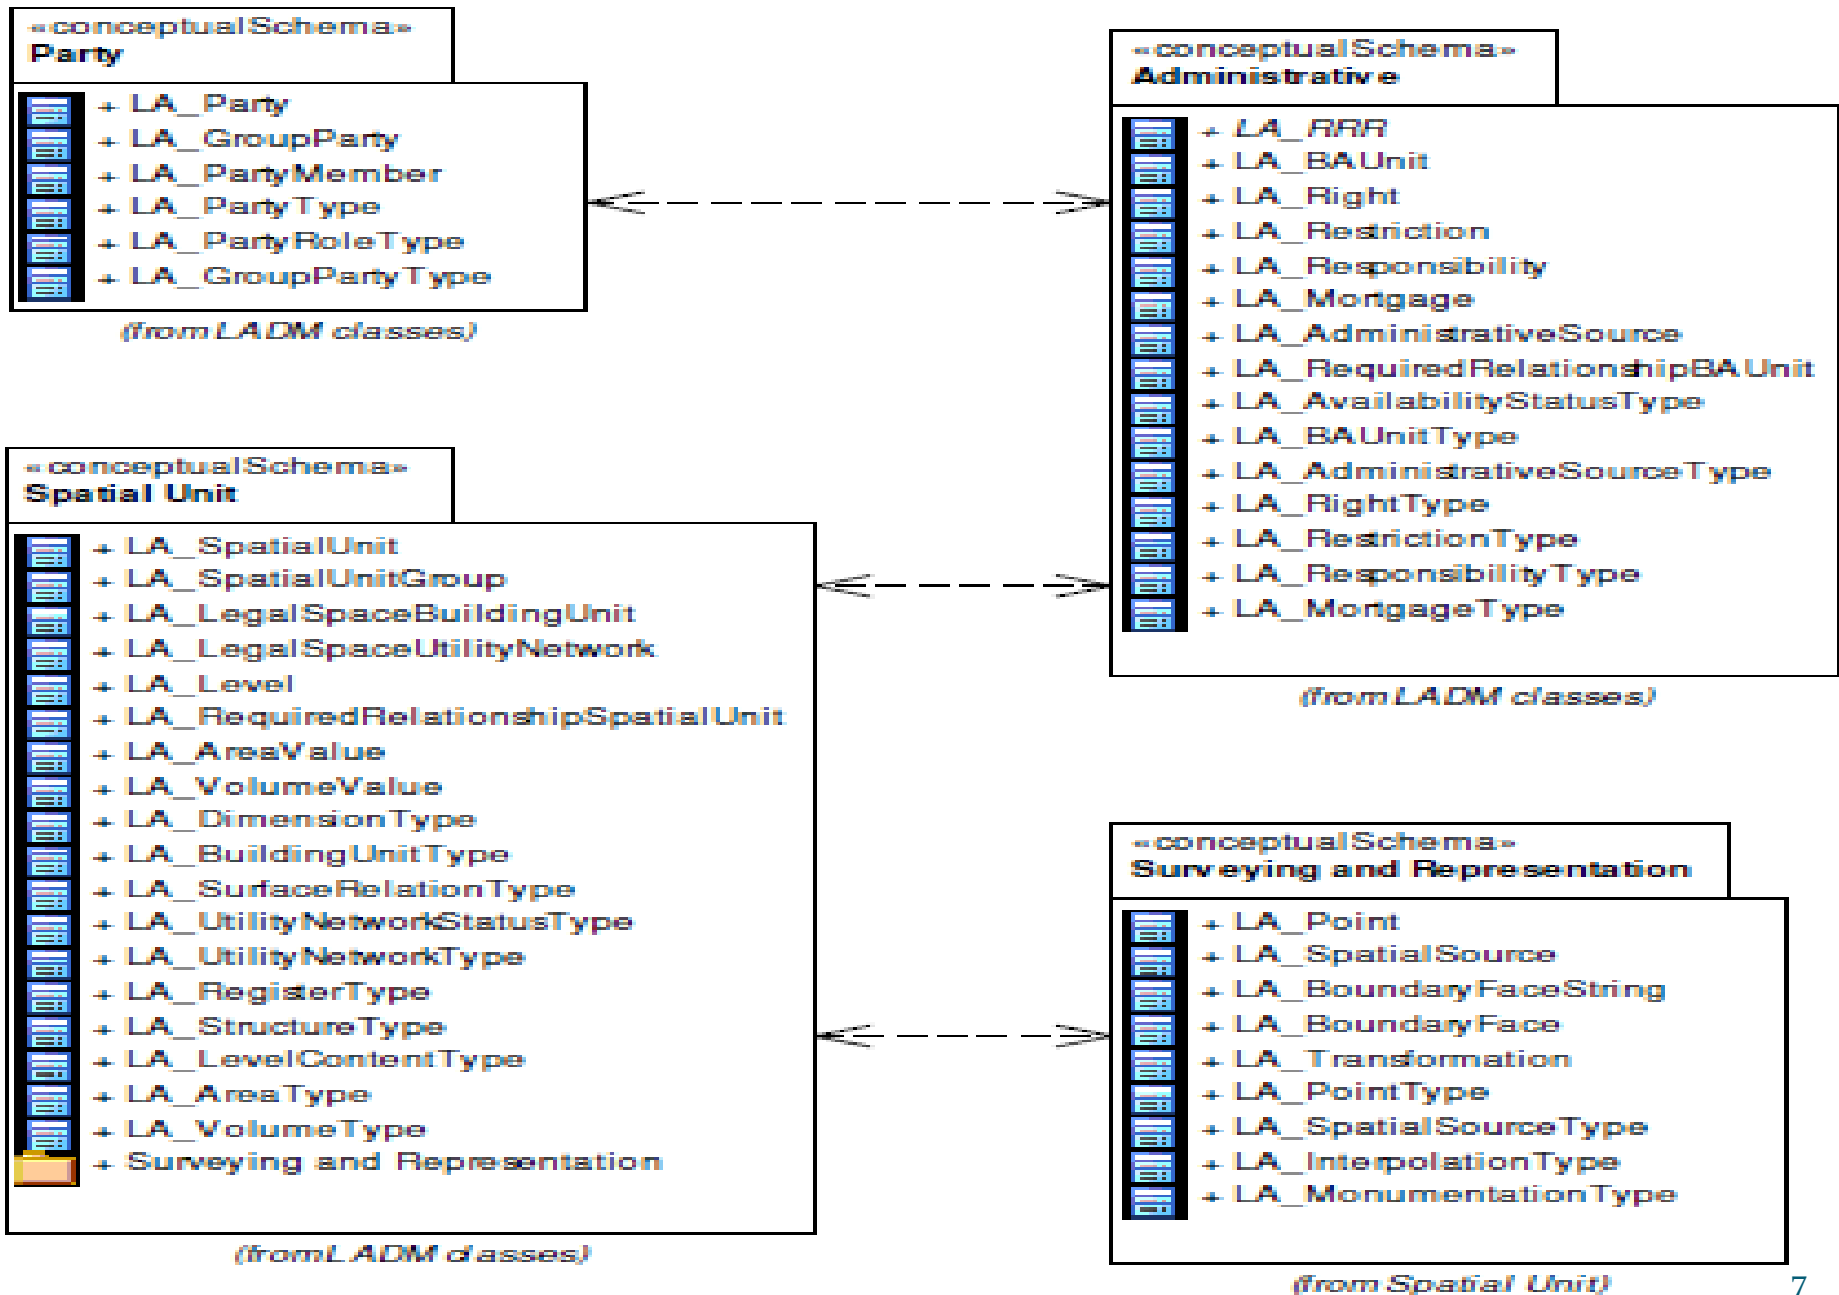 «conceptualSchema»
Party
+ LA_Party
+ LA_GroupParty
+ LA_PartyMember
+ LA_PartyType
+ LA_PartyRoleType
+ LA_GroupPartyType
(from LADM classes)
«conceptualSchema»
Administrative
+ LA_RRR
+ LA_BAUnit
+ LA_Right
+ LA_Restriction
+ LA_Responsibility
+ LA_Mortgage
+ LA_AdministrativeSource
+ LA_RequiredRelationshipBAUnit
+ LA_AvailabilityStatusType
+ LA_BAUnitType
+ LA_AdministrativeSourceType
+ LA_RightType
+ LA_RestrictionType
+ LA_ResponsibilityType
+ LA_MortgageType
(from LADM classes)
«conceptualSchema»
Spatial Unit
+ LA_SpatialUnit
+ LA_SpatialUnitGroup
+ LA_LegalSpaceBuildingUnit
+ LA_LegalSpaceUtilityNetwork
+ LA_Level
+ LA_RequiredRelationshipSpatialUnit
+ LA_AreaValue
+ LA_VolumeValue
+ LA_DimensionType
+ LA_BuildingUnitType
+ LA_SurfaceRelationType
+ LA_UtilityNetworkStatusType
+ LA_UtilityNetworkType
+ LA_RegisterType
+ LA_StructureType
+ LA_LevelContentType
+ LA_AreaType
+ LA_VolumeType
+ Surveying and Representation
(from LADM classes)
«conceptualSchema»
Surveying and Representation
+ LA_Point
+ LA_SpatialSource
+ LA_BoundaryFaceString
+ LA_BoundaryFace
+ LA_Transformation
+ LA_PointType
+ LA_SpatialSourceType
+ LA_InterpolationType
+ LA_MonumentationType
(from Spatial Unit)
7